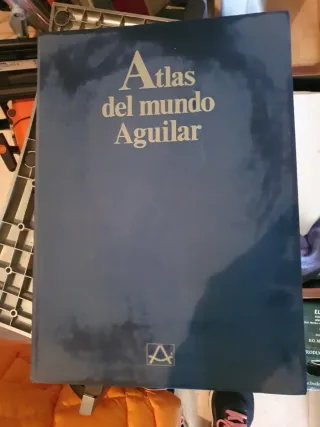 Atlas
del mundo
Aguilar
A